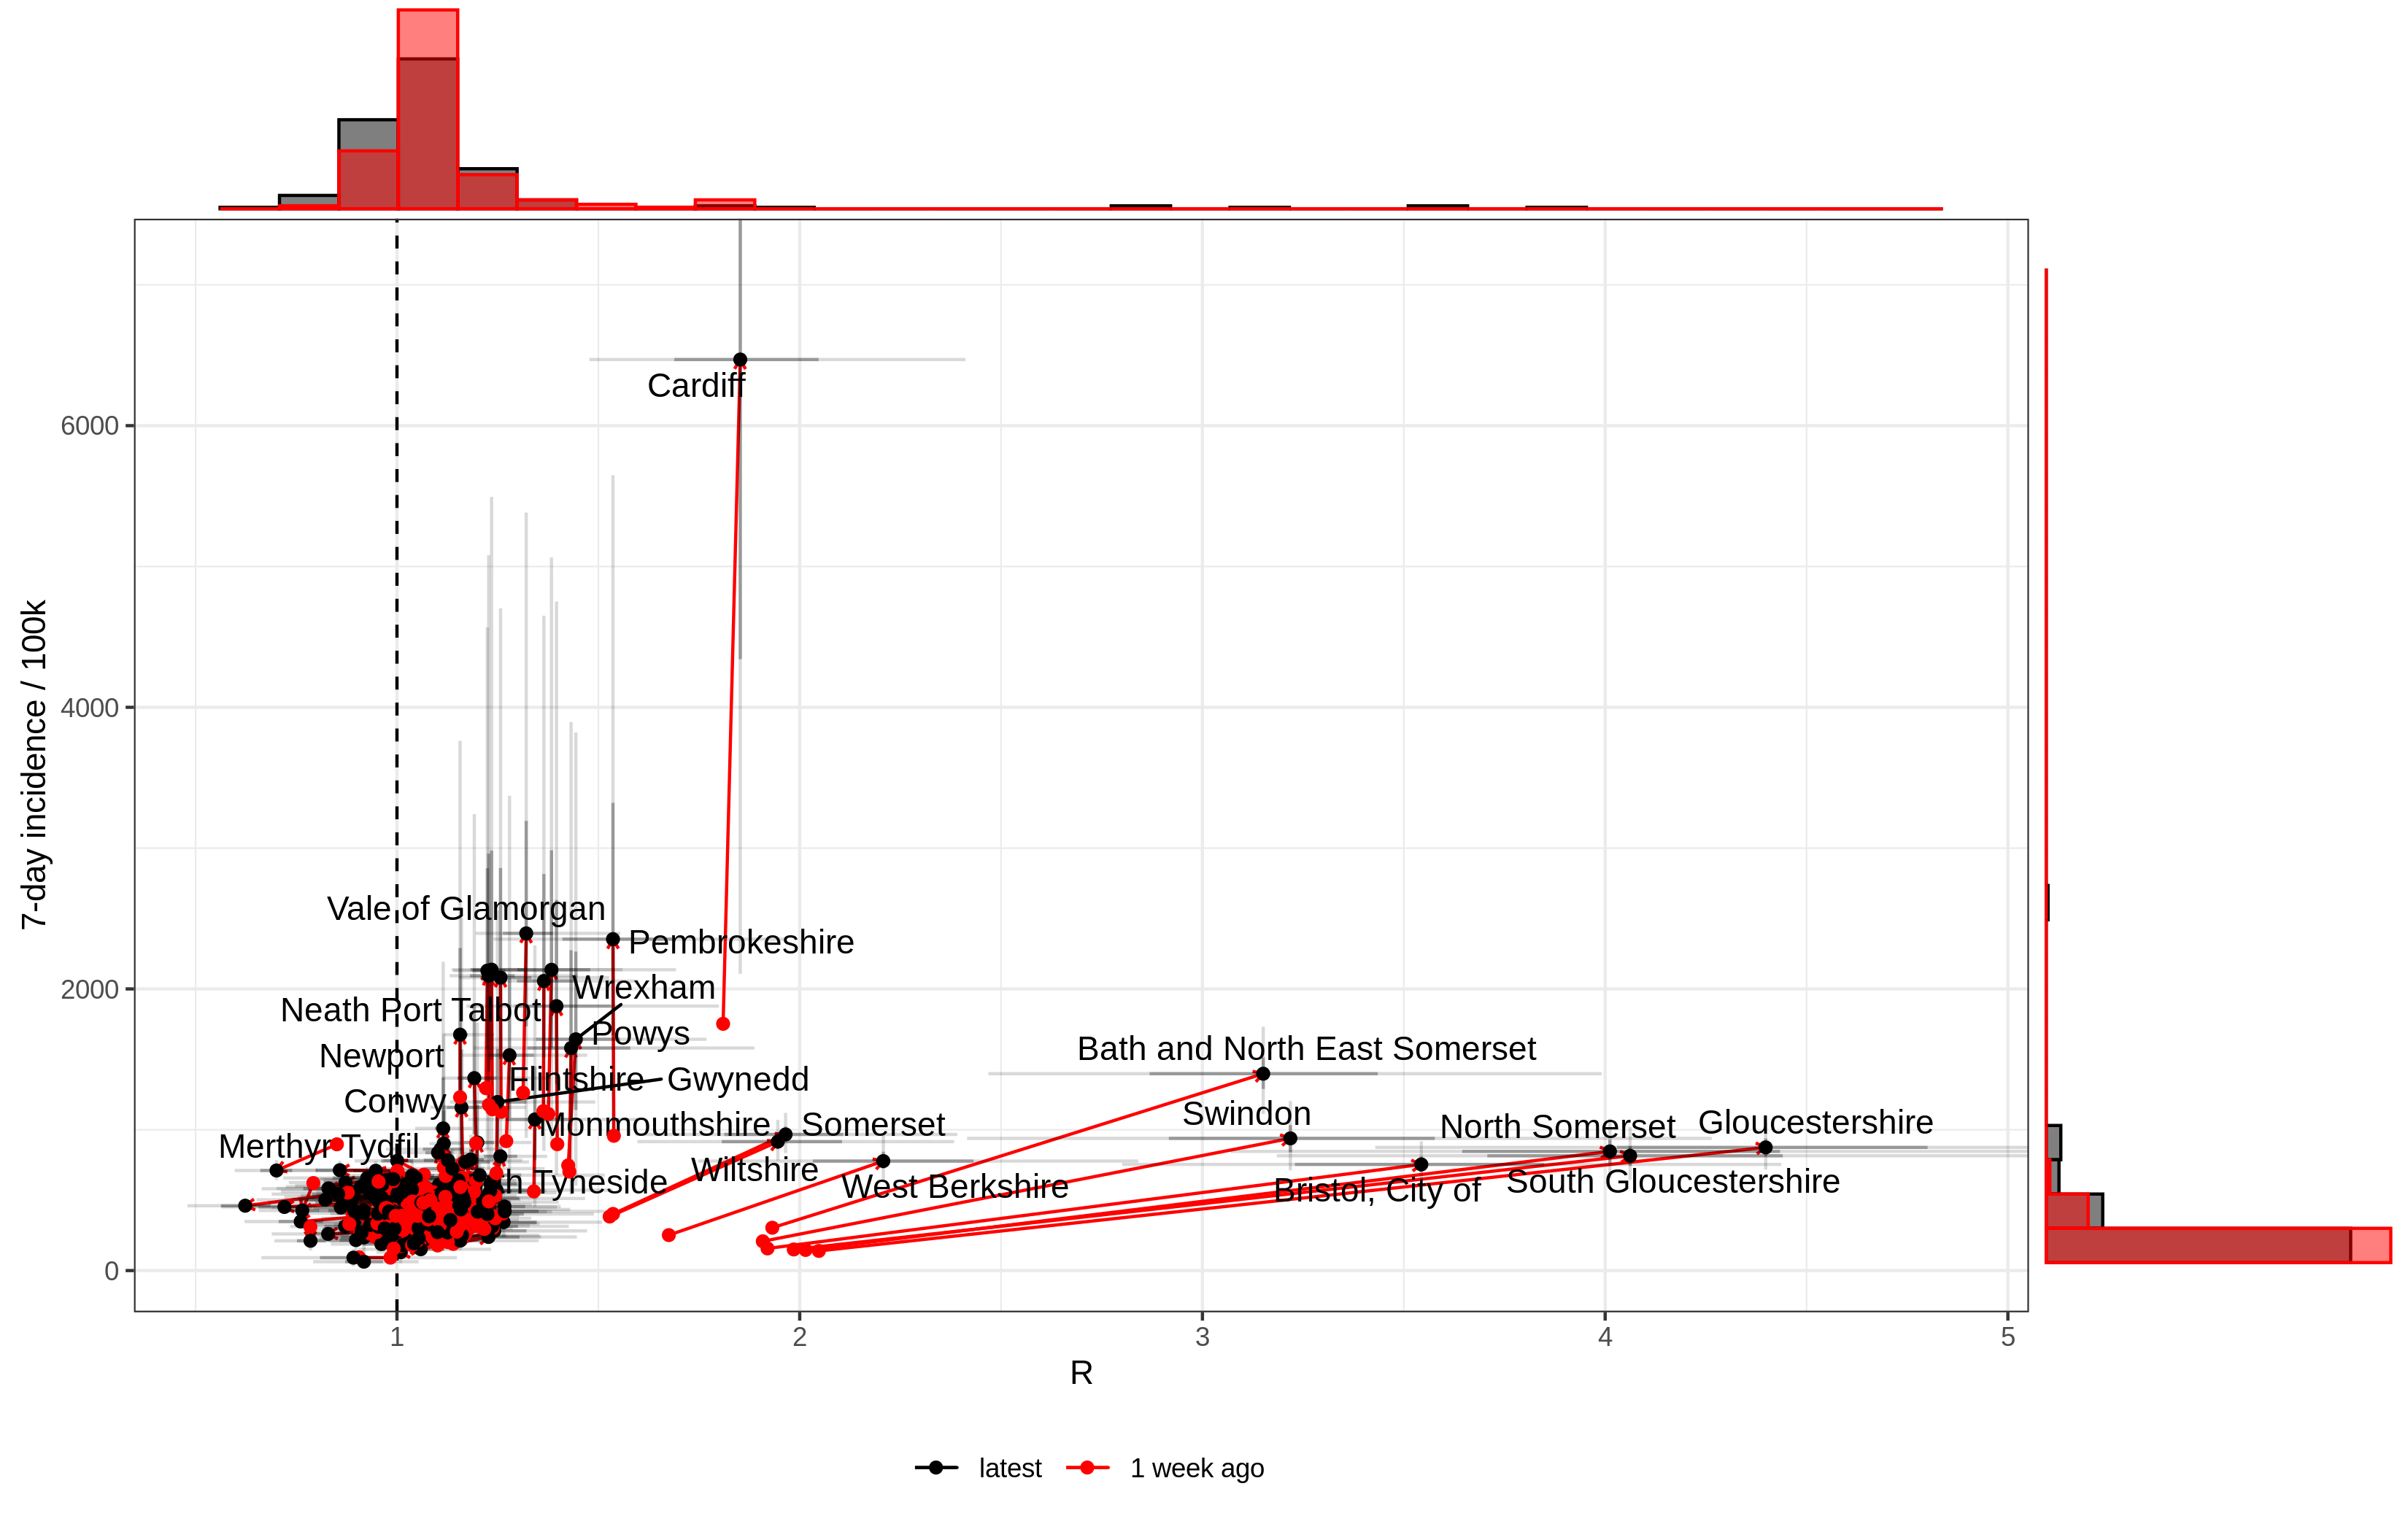 Cardiff
6000
4000
2000
0
7-day incidence / 100k
Vale of Glamorgan
Pembrokeshire
Wrexham
Neath Port Talbot
Powys
Newport
Flintshire
Gwynedd
Conwy
Monmouthshire
Somerset
Merthyr Tydfil
Tyneside
Wiltshire
West Berkshire
Bath and North East Somerset
Swindon
North Somerset
Gloucestershire
Bristol, City of
South Gloucestershire
1
2
3
4
5
R
latest
1 week ago